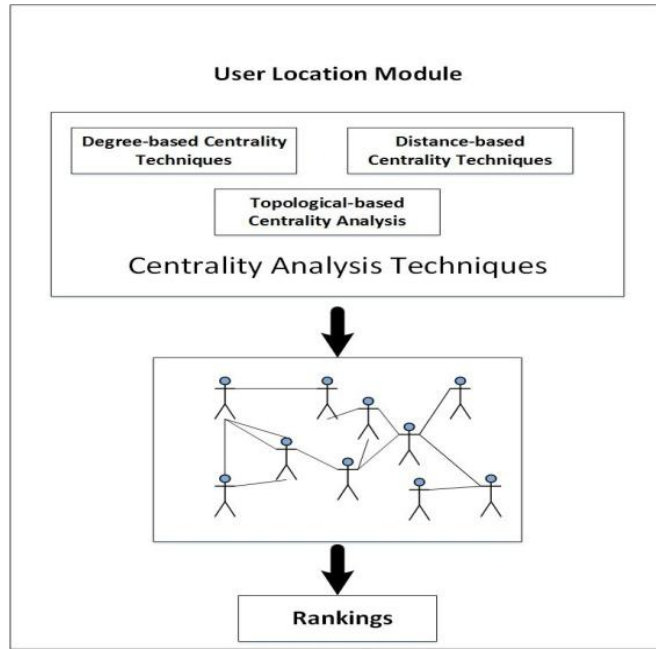 User Location Module
Degree-based Centrality
Techniques
Distance-based
Centrality Techniques
Topological-based
Centrality Analysis
Centrality Analysis Techniques
Rankings